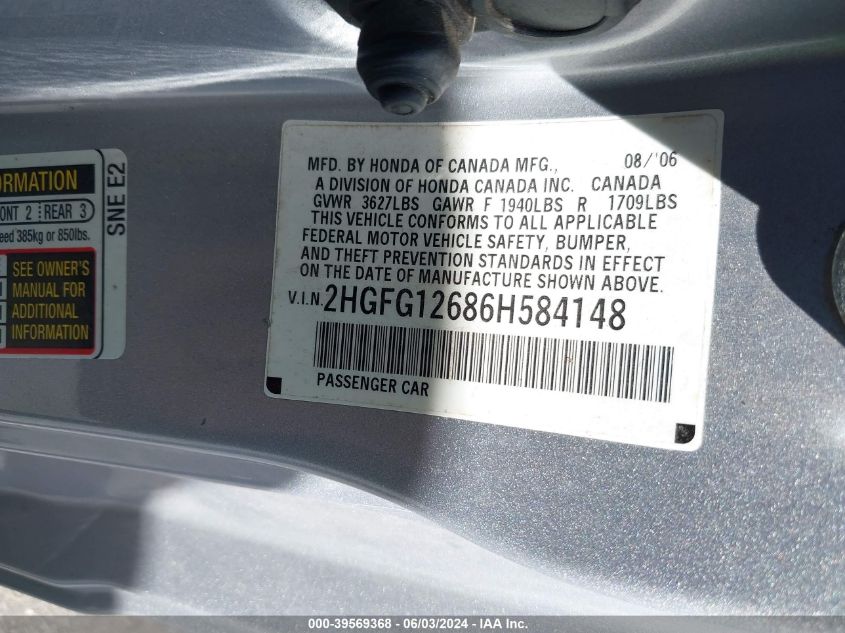 ORMATION
ONT 2 REAR 3
eed 385kg or 850lbs.
SEE OWNER'S
MANUAL FOR
ADDITIONAL
INFORMATION
SNE E2
MFD. BY HONDA OF CANADA MFG., 08/'06
A DIVISION OF HONDA CANADA INC. CANADA
GVWR 3627LBS GAWR F 1940LBS R 1709LBS
THIS VEHICLE CONFORMS TO ALL APPLICABLE
FEDERAL MOTOR VEHICLE SAFETY, BUMPER,
AND THEFT PREVENTION STANDARDS IN EFFECT
ON THE DATE OF MANUFACTURE SHOWN ABOVE.
V.I.N. 2HGFG12686H584148
PASSENGER CAR
000-39569368 - 06/03/2024 - IAA Inc.